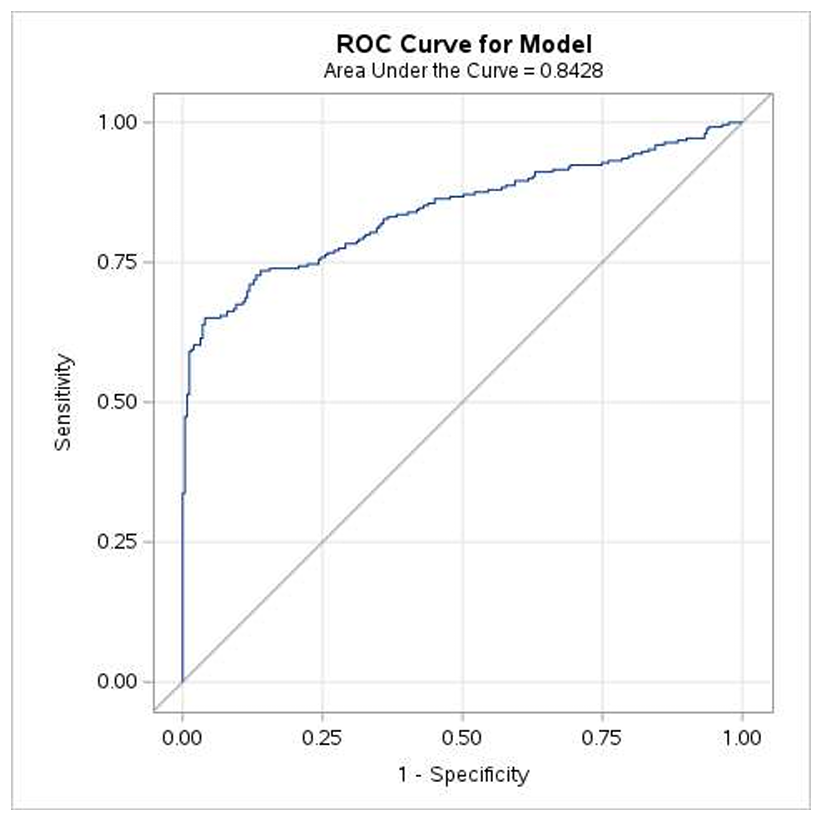 ROC Curve for Model
Area Under the Curve = 0.8428
1.00
0.75
0.50
0.25
0.00
Sensitivity
0.00 0.25 0.50 0.75 1.00
1 - Specificity